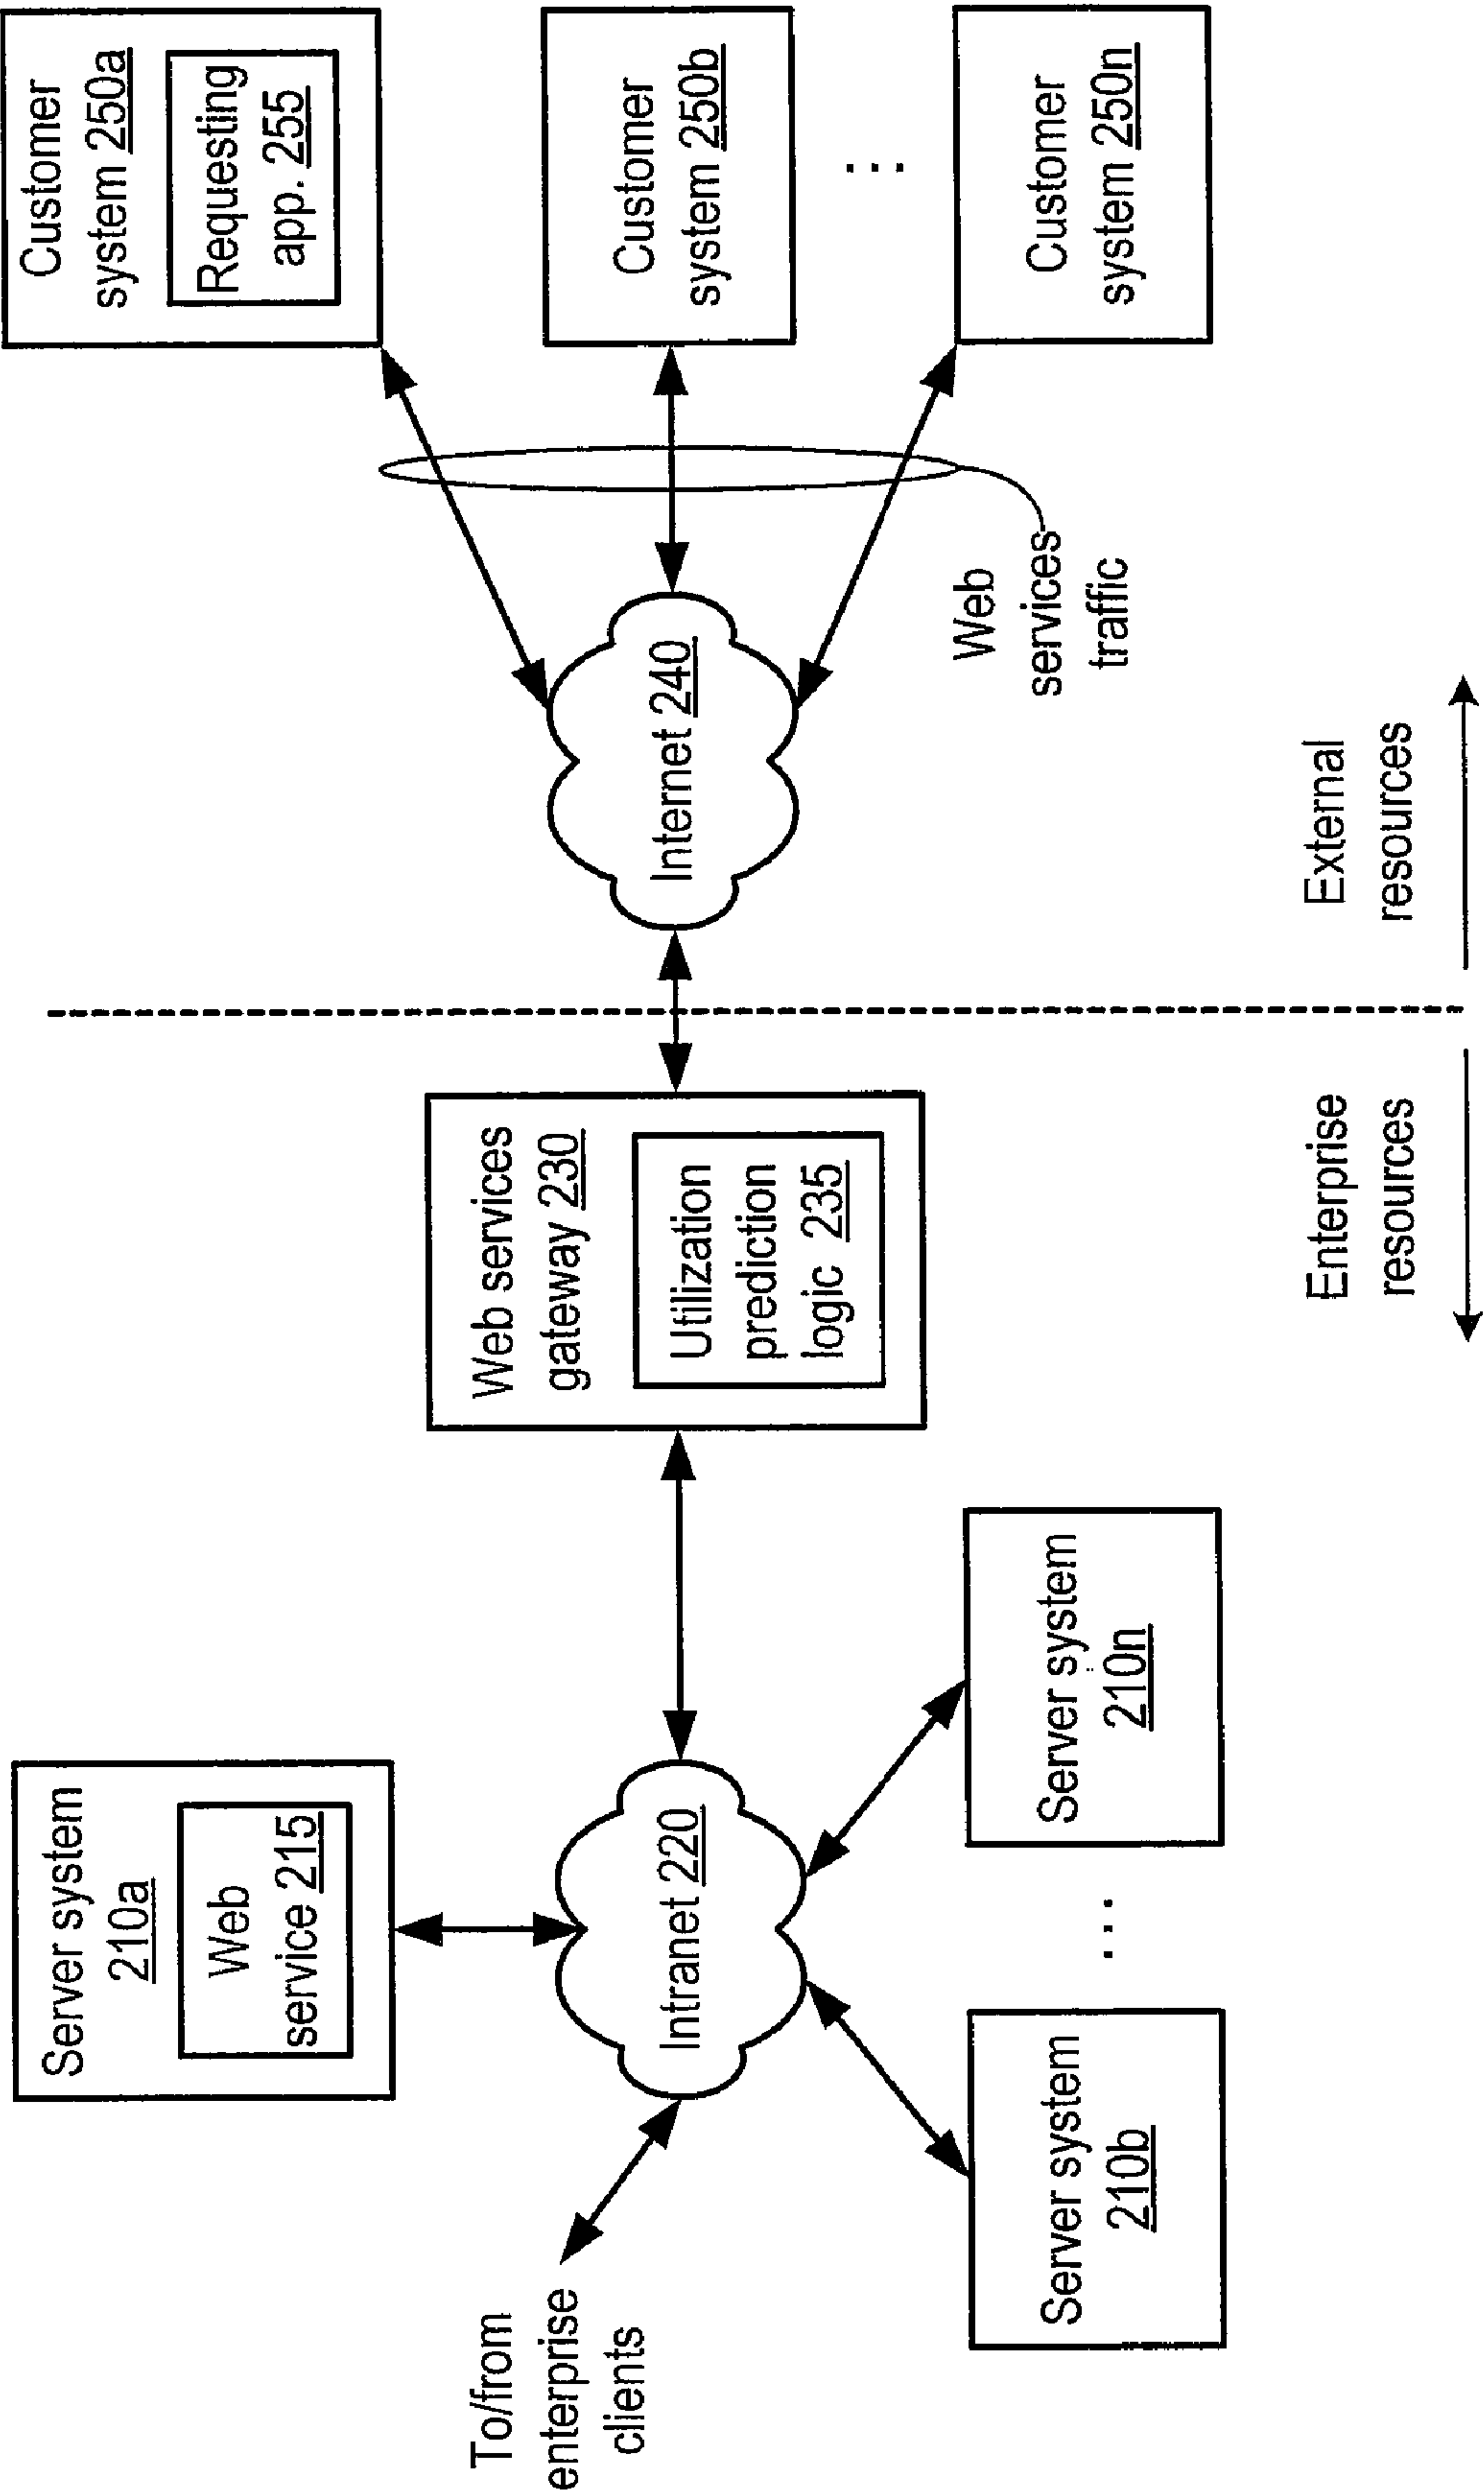 Server system
210a
Web
service 215
To/from
enterprise
clients
Intranet 220
Server system
210b
...
Server system
210n
Web services
gateway 230
Utilization
prediction
logic 235
Internet 240
Customer
system 250a
Requesting
app. 255
Customer
system 250b
...
Customer
system 250n
Web
services
traffic
Enterprise
resources
External
resources